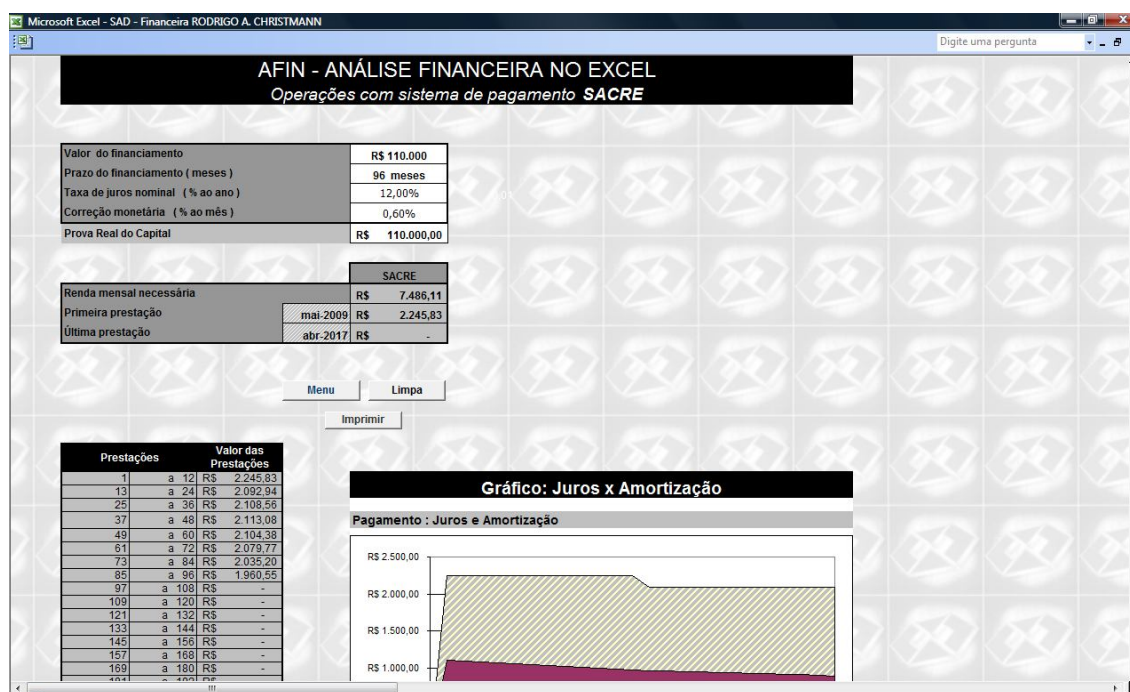 Microsoft Excel - SAD - Financeira RODRIGO A. CHRISTMANN
Digite uma pergunta
AFIN - ANÁLISE FINANCEIRA NO EXCEL
Operações com sistema de pagamento SACRE
Valor do financiamento R$ 110.000
Prazo do financiamento ( meses ) 96 meses
Taxa de juros nominal ( % ao ano ) 12,00%
Correção monetária ( % ao mês ) 0,60%
Prova Real do Capital R$ 110.000,00
SACRE
Renda mensal necessária R$ 7.486,11
Primeira prestação mai-2009 R$ 2.245,83
Última prestação abr-2017 R$ -
Menu Limpa
Imprimir
Prestações Valor das Prestações
1 a 12 R$ 2.245,83
13 a 24 R$ 2.092,94
25 a 36 R$ 2.108,56
37 a 48 R$ 2.113,08
49 a 60 R$ 2.104,38
61 a 72 R$ 2.079,77
73 a 84 R$ 2.035,20
85 a 96 R$ 1.960,55
97 a 108 R$ -
109 a 120 R$ -
121 a 132 R$ -
133 a 144 R$ -
145 a 156 R$ -
157 a 168 R$ -
169 a 180 R$ -
Gráfico: Juros x Amortização
Pagamento : Juros e Amortização
R$ 2.500,00
R$ 2.000,00
R$ 1.500,00
R$ 1.000,00